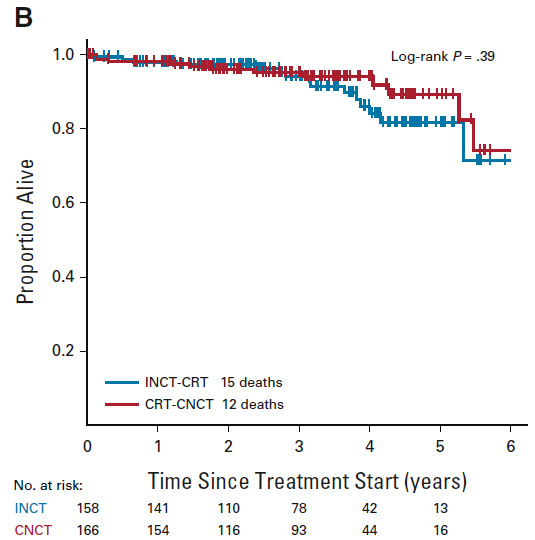 B
Log-rank P = .39
1.0
0.8
0.6
0.4
0.2
Proportion Alive
INCT-CRT 15 deaths
CRT-CNCT 12 deaths
0 1 2 3 4 5 6
Time Since Treatment Start (years)
No. at risk:
INCT 158 141 110 78 42 13
CNCT 166 154 116 93 44 16